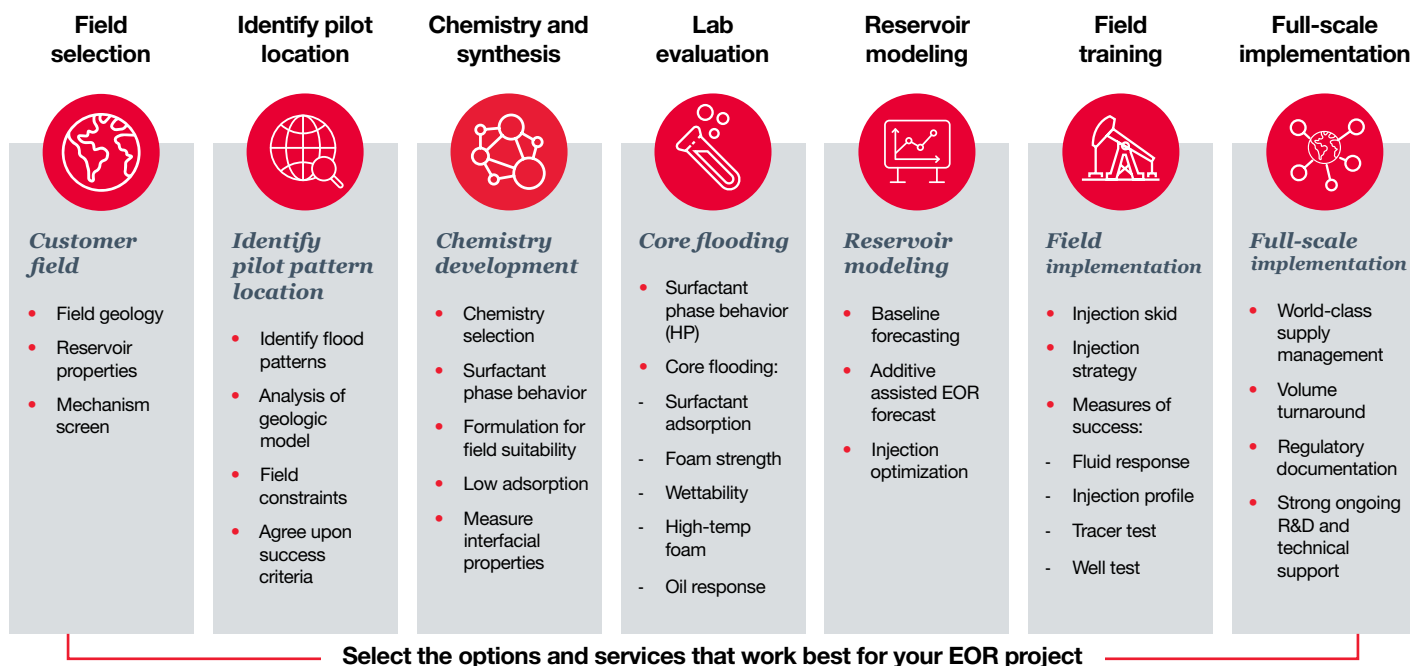 Field
selection
Identify pilot
location
Chemistry and
synthesis
Lab
evaluation
Reservoir
modeling
Field
training
Full-scale
implementation
Customer
field
• Field geology
• Reservoir
properties
• Mechanism
screen
Identify
pilot pattern
location
• Identify flood
patterns
• Analysis of
geologic
model
• Field
constraints
• Agree upon
success
criteria
Chemistry
development
• Chemistry
selection
• Surfactant
phase behavior
• Formulation for
field suitability
• Low adsorption
• Measure
interfacial
properties
Core flooding
• Surfactant
phase behavior
(HP)
• Core flooding:
- Surfactant
adsorption
- Foam strength
- Wettability
- High-temp
foam
- Oil response
Reservoir
modeling
• Baseline
forecasting
• Additive
assisted EOR
forecast
• Injection
optimization
Field
implementation
• Injection skid
• Injection
strategy
• Measures of
success:
- Fluid response
- Injection profile
- Tracer test
- Well test
Full-scale
implementation
• World-class
supply
management
• Volume
turnaround
• Regulatory
documentation
• Strong ongoing
R&D and
technical
support
Select the options and services that work best for your EOR project